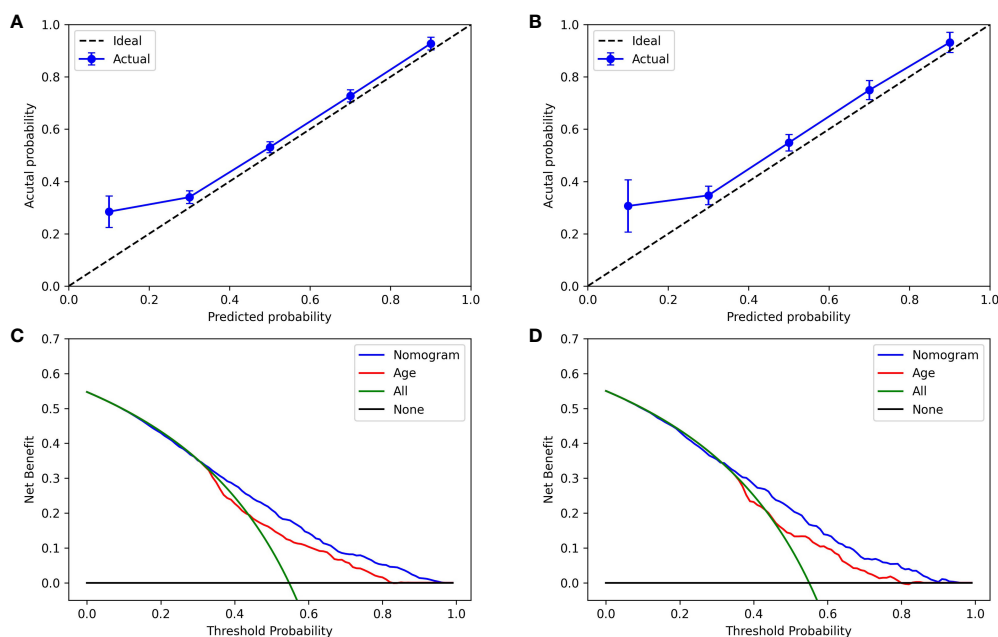 A
1.0
0.8
0.6
0.4
0.2
0.0
Acutal probability
Ideal
Actual
0.0 0.2 0.4 0.6 0.8 1.0
Predicted probability
B
1.0
0.8
0.6
0.4
0.2
0.0
Acutal probability
Ideal
Actual
0.0 0.2 0.4 0.6 0.8 1.0
Predicted probability
C
0.7
0.6
0.5
0.4
0.3
0.2
0.1
0.0
Net Benefit
Nomogram
Age
All
None
0.0 0.2 0.4 0.6 0.8 1.0
Threshold Probability
D
0.7
0.6
0.5
0.4
0.3
0.2
0.1
0.0
Net Benefit
Nomogram
Age
All
None
0.0 0.2 0.4 0.6 0.8 1.0
Threshold Probability